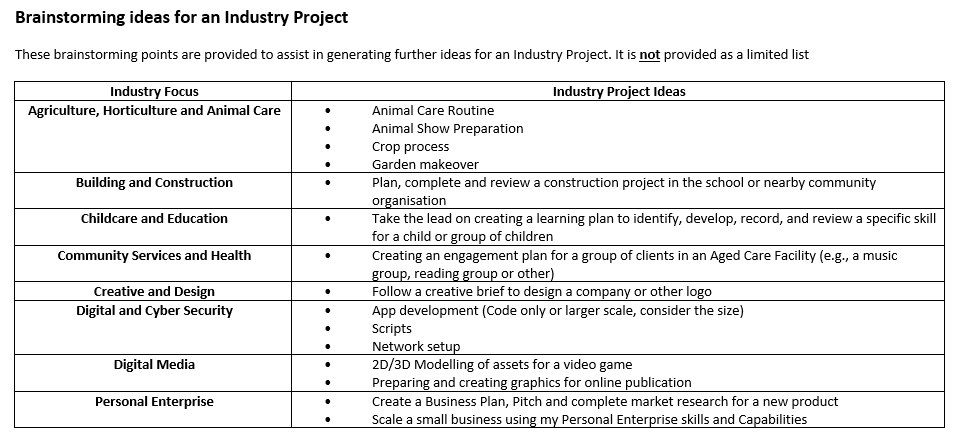 Brainstorming ideas for an Industry Project
These brainstorming points are provided to assist in generating further ideas for an Industry Project. It is not provided as a limited list
Industry Focus
Industry Project Ideas
Agriculture, Horticulture and Animal Care
• Animal Care Routine
• Animal Show Preparation
• Crop process
• Garden makeover
Building and Construction
• Plan, complete and review a construction project in the school or nearby community
organisation
Childcare and Education
• Take the lead on creating a learning plan to identify, develop, record, and review a specific skill
for a child or group of children
Community Services and Health
• Creating an engagement plan for a group of clients in an Aged Care Facility (e.g., a music
group, reading group or other)
Creative and Design
• Follow a creative brief to design a company or other logo
Digital and Cyber Security
• App development (Code only or larger scale, consider the size)
• Scripts
• Network setup
Digital Media
• 2D/3D Modelling of assets for a video game
• Preparing and creating graphics for online publication
Personal Enterprise
• Create a Business Plan, Pitch and complete market research for a new product
• Scale a small business using my Personal Enterprise skills and Capabilities